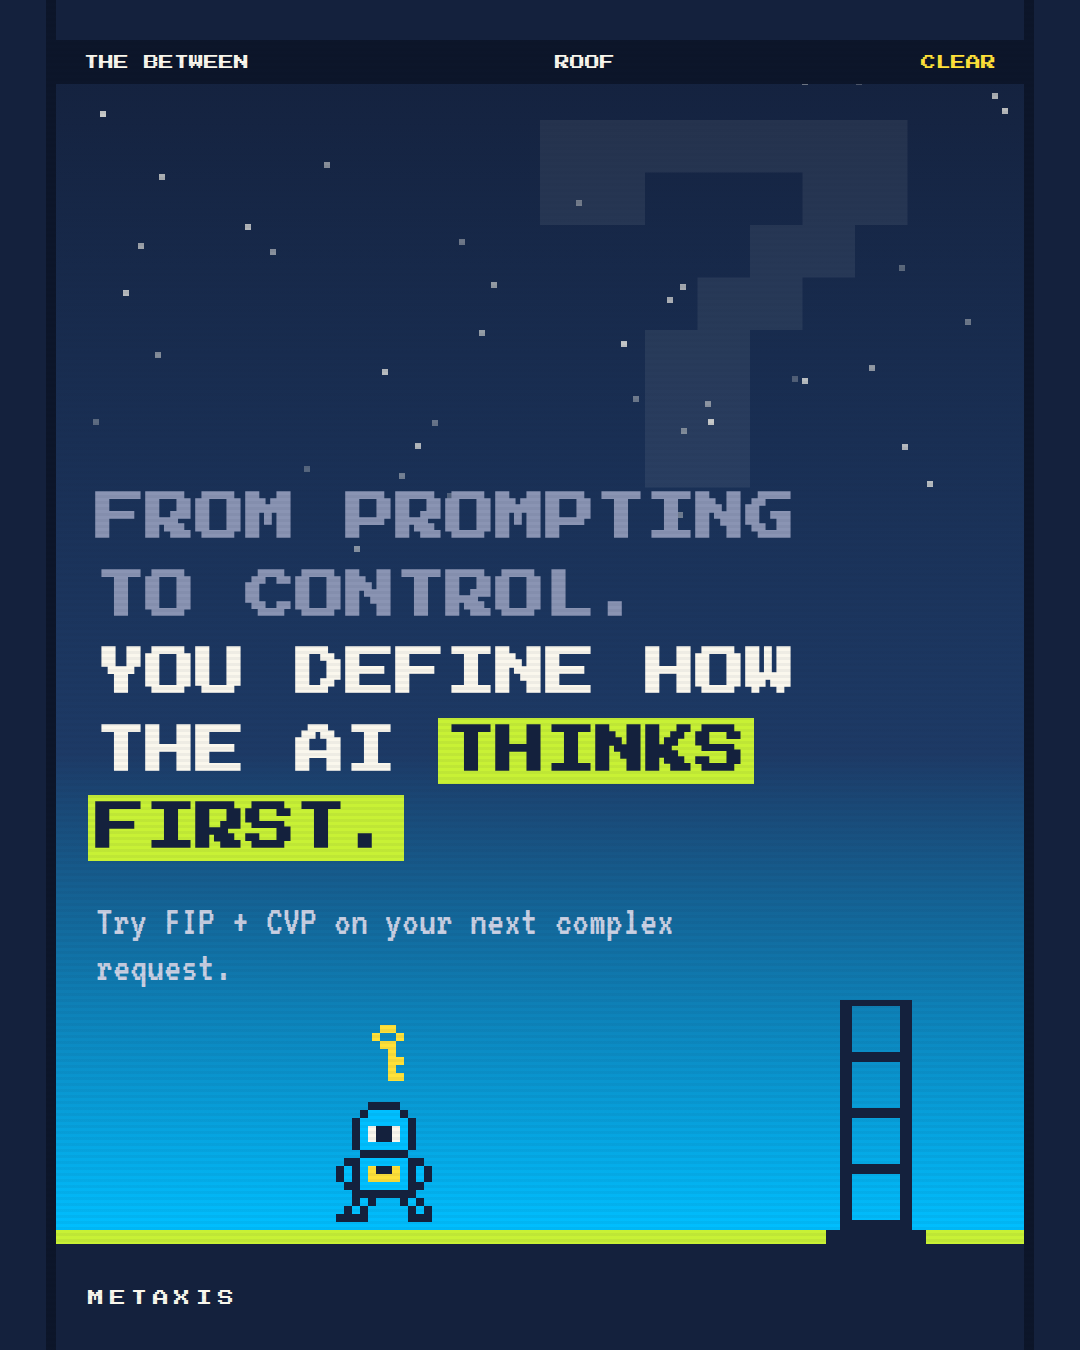 THE BETWEEN
ROOF
CLEAR
?
FROM PROMPTING
TO CONTROL.
YOU DEFINE HOW
THE AI THINKS
FIRST.
Try FIP + CVP on your next complex
request.
METAXIS